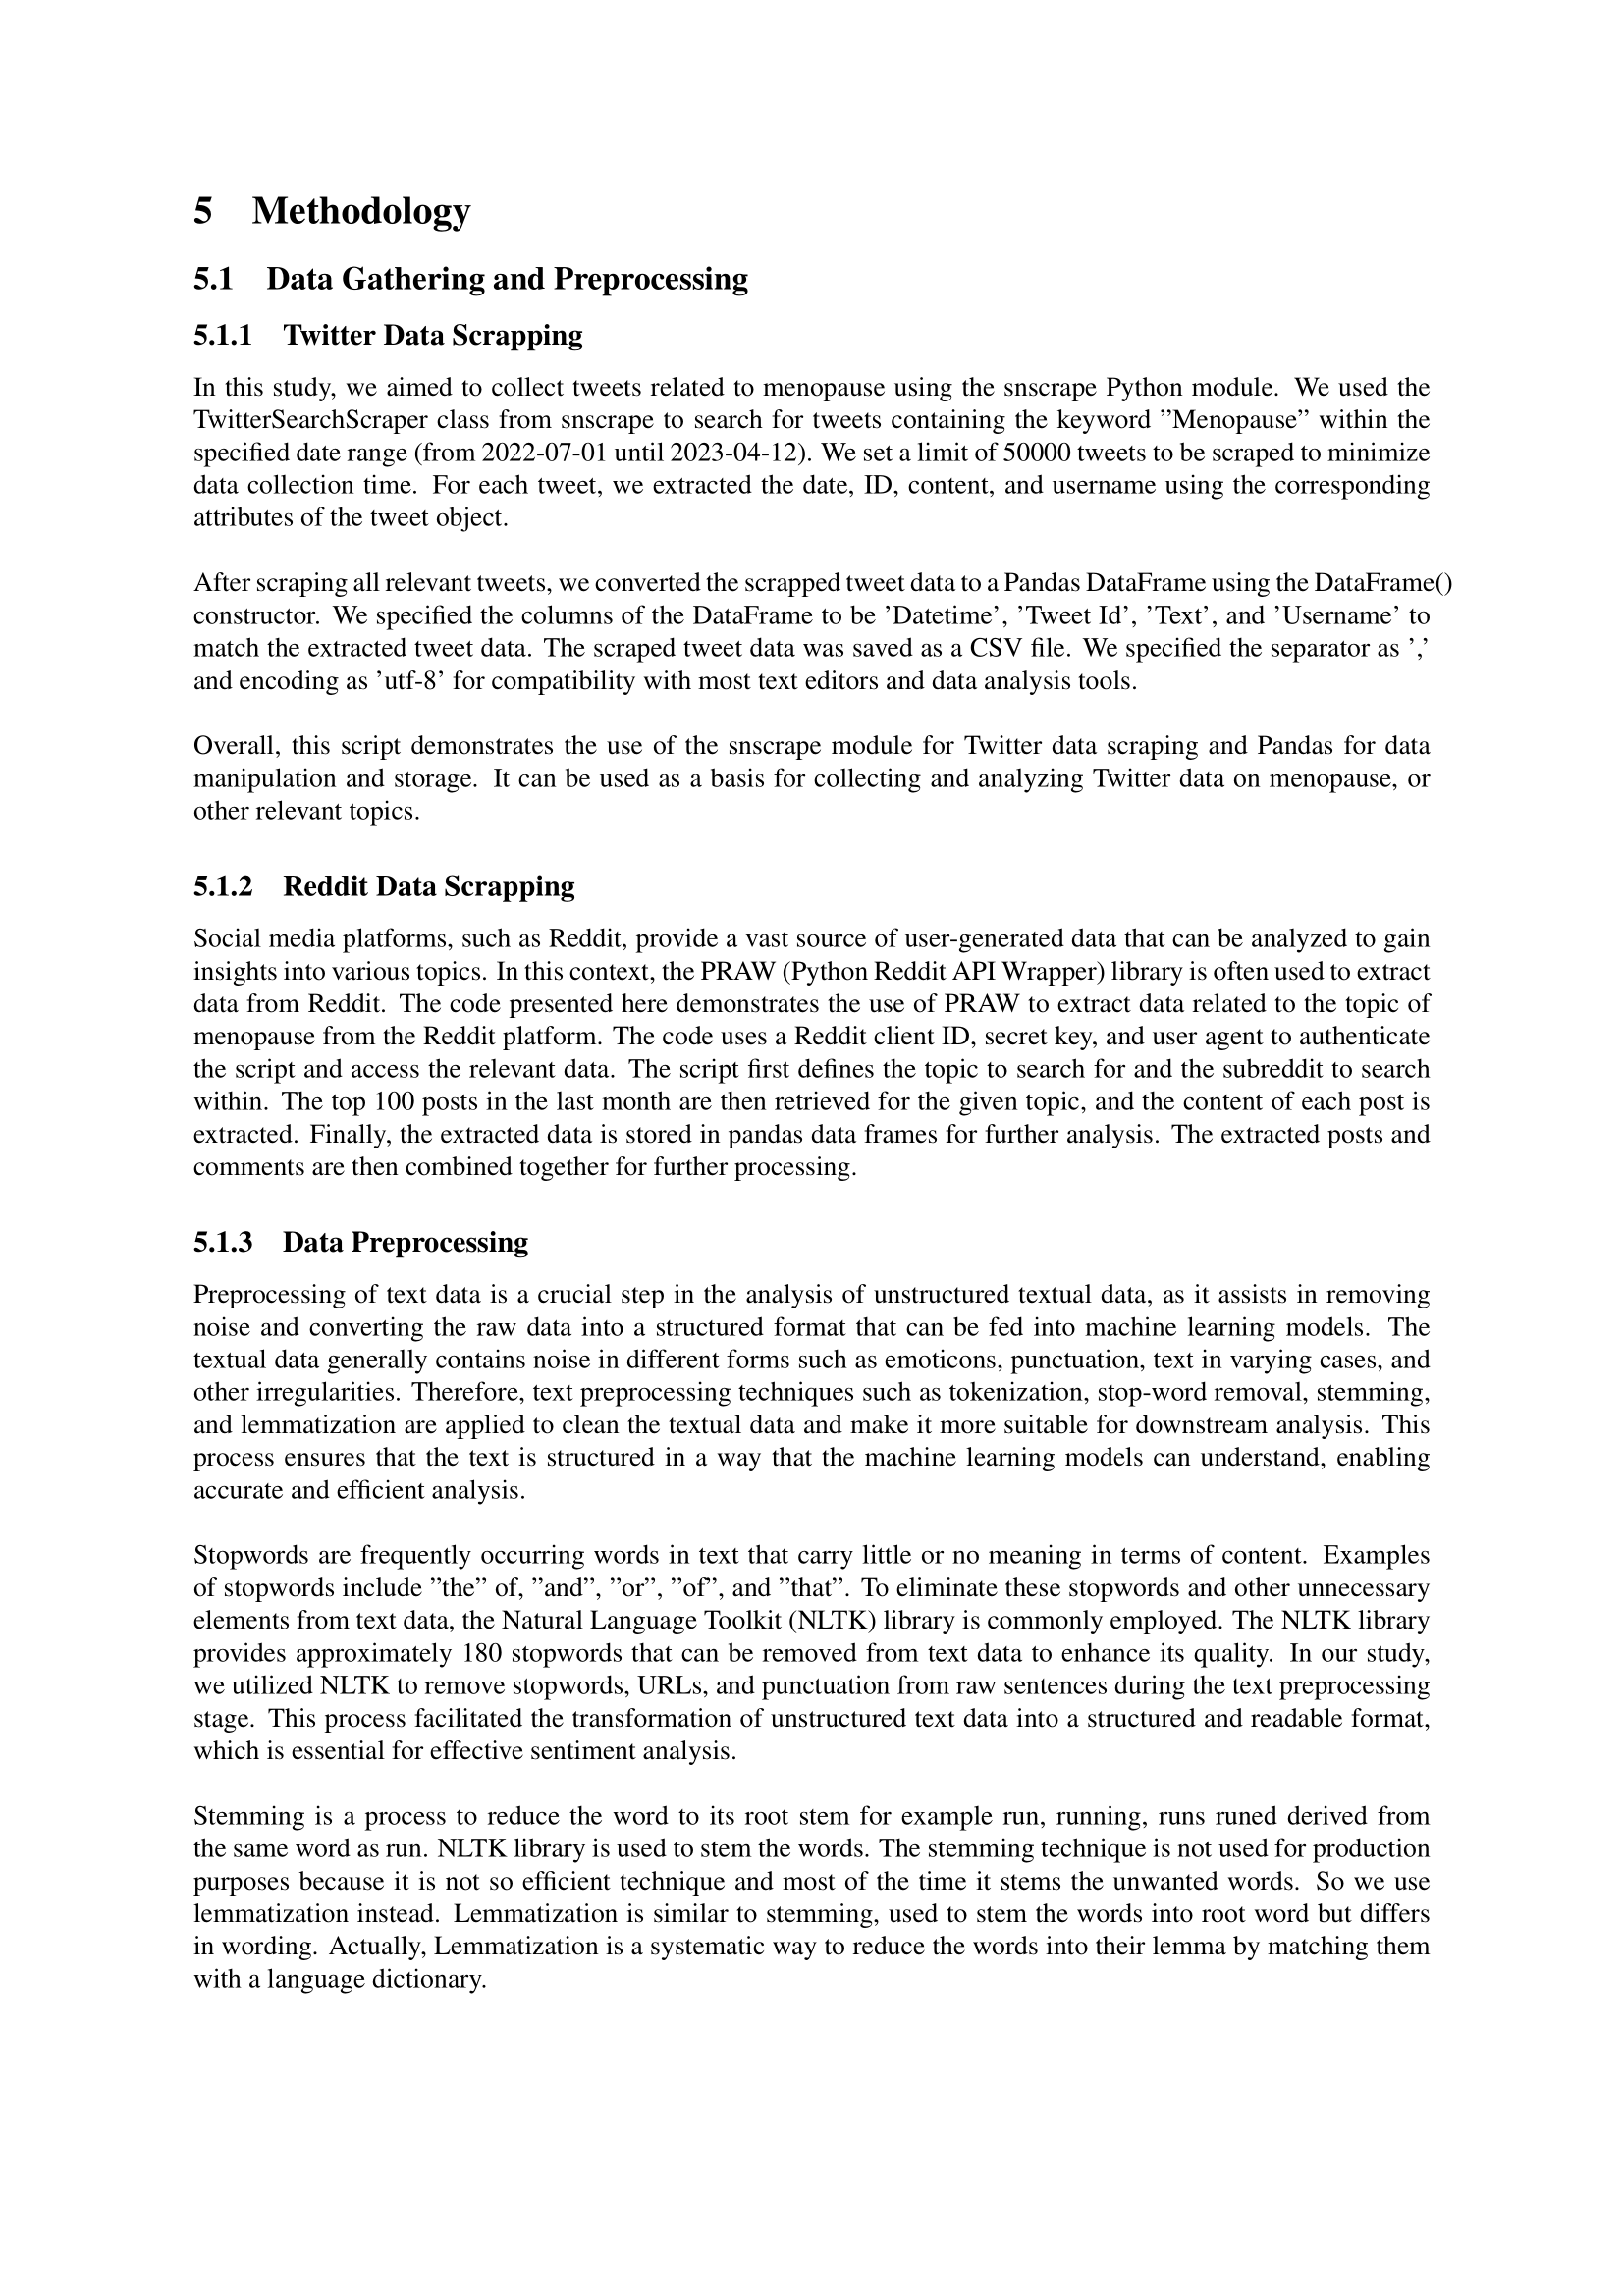 5 Methodology
5.1 Data Gathering and Preprocessing
5.1.1 Twitter Data Scrapping
In this study, we aimed to collect tweets related to menopause using the snscrape Python module. We used the
TwitterSearchScraper class from snscrape to search for tweets containing the keyword ”Menopause” within the
specified date range (from 2022-07-01 until 2023-04-12). We set a limit of 50000 tweets to be scraped to minimize
data collection time. For each tweet, we extracted the date, ID, content, and username using the corresponding
attributes of the tweet object.
After scraping all relevant tweets, we converted the scrapped tweet data to a Pandas DataFrame using the DataFrame()
constructor. We specified the columns of the DataFrame to be ’Datetime’, ’Tweet Id’, ’Text’, and ’Username’ to
match the extracted tweet data. The scraped tweet data was saved as a CSV file. We specified the separator as ’,’
and encoding as ’utf-8’ for compatibility with most text editors and data analysis tools.
Overall, this script demonstrates the use of the snscrape module for Twitter data scraping and Pandas for data
manipulation and storage. It can be used as a basis for collecting and analyzing Twitter data on menopause, or
other relevant topics.
5.1.2 Reddit Data Scrapping
Social media platforms, such as Reddit, provide a vast source of user-generated data that can be analyzed to gain
insights into various topics. In this context, the PRAW (Python Reddit API Wrapper) library is often used to extract
data from Reddit. The code presented here demonstrates the use of PRAW to extract data related to the topic of
menopause from the Reddit platform. The code uses a Reddit client ID, secret key, and user agent to authenticate
the script and access the relevant data. The script first defines the topic to search for and the subreddit to search
within. The top 100 posts in the last month are then retrieved for the given topic, and the content of each post is
extracted. Finally, the extracted data is stored in pandas data frames for further analysis. The extracted posts and
comments are then combined together for further processing.
5.1.3 Data Preprocessing
Preprocessing of text data is a crucial step in the analysis of unstructured textual data, as it assists in removing
noise and converting the raw data into a structured format that can be fed into machine learning models. The
textual data generally contains noise in different forms such as emoticons, punctuation, text in varying cases, and
other irregularities. Therefore, text preprocessing techniques such as tokenization, stop-word removal, stemming,
and lemmatization are applied to clean the textual data and make it more suitable for downstream analysis. This
process ensures that the text is structured in a way that the machine learning models can understand, enabling
accurate and efficient analysis.
Stopwords are frequently occurring words in text that carry little or no meaning in terms of content. Examples
of stopwords include ”the” of, ”and”, ”or”, ”of”, and ”that”. To eliminate these stopwords and other unnecessary
elements from text data, the Natural Language Toolkit (NLTK) library is commonly employed. The NLTK library
provides approximately 180 stopwords that can be removed from text data to enhance its quality. In our study,
we utilized NLTK to remove stopwords, URLs, and punctuation from raw sentences during the text preprocessing
stage. This process facilitated the transformation of unstructured text data into a structured and readable format,
which is essential for effective sentiment analysis.
Stemming is a process to reduce the word to its root stem for example run, running, runs runed derived from
the same word as run. NLTK library is used to stem the words. The stemming technique is not used for production
purposes because it is not so efficient technique and most of the time it stems the unwanted words. So we use
lemmatization instead. Lemmatization is similar to stemming, used to stem the words into root word but differs
in wording. Actually, Lemmatization is a systematic way to reduce the words into their lemma by matching them
with a language dictionary.